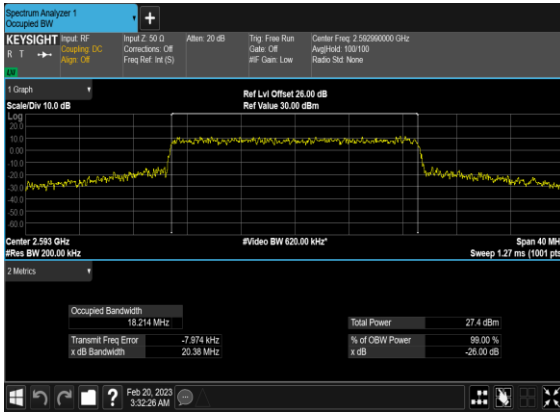 Spectrum Analyzer 1
Occupied BW
KEYSIGHT Input: RF Input Z: 50 Ω Atten: 20 dB Trig: Free Run Center Freq: 2.592990000 GHz
R T Coupling: DC Corrections: Off Gate: Off Avg|Hold: 100/100
Align: Off Freq Ref: Int (S) #IF Gain: Low Radio Std: None
LW
1 Graph
Ref Lvl Offset 26.00 dB
Scale/Div 10.0 dB Ref Value 30.00 dBm
Log
20.0
10.0
0.00
-10.0
-20.0
-30.0
-40.0
-50.0
-60.0
Center 2.593 GHz #Video BW 620.00 kHz* Span 40 MH
#Res BW 200.00 kHz Sweep 1.27 ms (1001 pts
2 Metrics
Occupied Bandwidth
18.214 MHz Total Power 27.4 dBm
Transmit Freq Error -7.974 kHz % of OBW Power 99.00 %
x dB Bandwidth 20.38 MHz x dB -26.00 dB
? Feb 20, 2023
3:32:26 AM